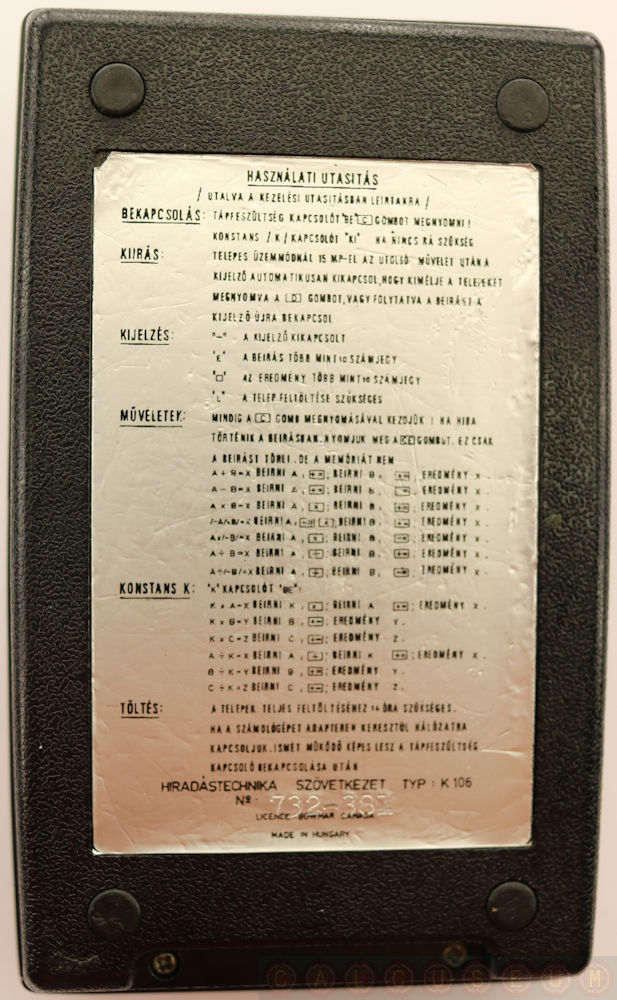 HASZNÁLATI UTASITÁS
/ UTALVA A KEZELÉSI UTASITÁSBAN LEIRTAKRA /
BEKAPCSOLÁS: TÁPFESZÜLTSÉG KAPCSOLÓT "BE" C GOMBOT MEGNYOMNI !
KONSTANS / K / KAPCSOLÓT "KI" HA NINCS RÁ SZÜKSÉG
KIIRÁS: TELEPES ÜZEMMÓDNÁL 15 MP-EL AZ UTOLSÓ MŰVELET UTÁN A
KIJELZŐ AUTOMATIKUSAN KIKAPCSOL, HOGY KIMÉLJE A TELEPEKET
MEGNYOMVA A GOMBOT, VAGY FOLYTATVA A BEIRÁST A
KIJELZŐ ÚJRA BEKAPCSOL
KIJELZÉS: "–" A KIJELZŐ KIKAPCSOLT
"E" A BEIRÁS TÖBB MINT 10 SZÁMJEGY
"□" AZ EREDMÉNY TÖBB MINT 10 SZÁMJEGY
"L" A TELEP FELTÖLTÉSE SZÜKSÉGES
MŰVELETEK: MINDIG A C GOMB MEGNYOMÁSÁVAL KEZDJÜK ! HA HIBA
TÖRTÉNIK A BEIRÁSBAN. NYOMJUK MEG A GOMBOT. EZ CSAK
A BEIRÁST TÖRLI . DE A MEMÓRIÁT NEM
A + B = X BEIRNI A , += ; BEIRNI B , += ; EREDMÉNY X .
A – B = X BEIRNI A , += ; BEIRNI B , –= ; EREDMÉNY X .
A x B = X BEIRNI A , x ; BEIRNI B , += ; EREDMÉNY X .
/-A/xB/=X BEIRNI A , –= x ; BEIRNI B , += ; EREDMÉNY X .
Ax/-B/=X BEIRNI A , x ; BEIRNI B , –= ; EREDMÉNY X .
A ÷ B = X BEIRNI A , ÷ ; BEIRNI B , += ; EREDMÉNY X .
A÷/-B/=X BEIRNI A , ÷ ; BEIRNI B , –= ; EREDMÉNY X .
KONSTANS K: "K" KAPCSOLÓT "BE" !
K x A = X BEIRNI K , x ; BEIRNI A += ; EREDMÉNY X .
K x B = Y BEIRNI B , += ; EREDMÉNY Y .
K x C = Z BEIRNI C , += ; EREDMÉNY Z .
A ÷ K = X BEIRNI A , ÷ ; BEIRNI K += ; EREDMÉNY X .
B ÷ K = Y BEIRNI B , += ; EREDMÉNY Y .
C ÷ K = Z BEIRNI C , += ; EREDMÉNY Z .
TÖLTÉS: A TELEPEK TELJES FELTÖLTÉSÉHEZ 14 ÓRA SZÜKSÉGES.
HA A SZÁMOLÓGÉPET ADAPTEREN KERESZTÜL HÁLÓZATRA
KAPCSOLJUK. ISMÉT MŰKÖDŐ KÉPES LESZ A TÁPFESZÜLTSÉG
KAPCSOLÓ BEKAPCSOLÁSA UTÁN
HIRADÁSTECHNIKA SZÖVETKEZET TYP : K 106
Nº :
LICENCE BOWMAR CANADA
MADE IN HUNGARY
CALCUSEUM